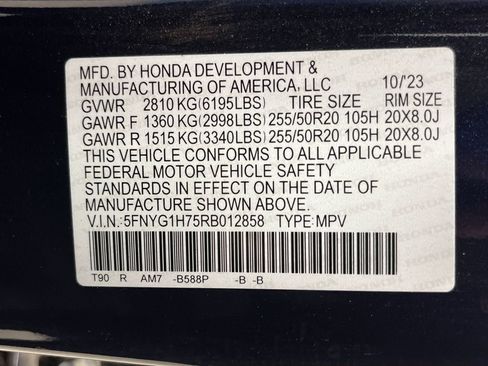 MFD. BY HONDA DEVELOPMENT &
MANUFACTURING OF AMERICA, LLC 10/'23
GVWR 2810 KG(6195LBS) TIRE SIZE RIM SIZE
GAWR F 1360 KG(2998LBS) 255/50R20 105H 20X8.0J
GAWR R 1515 KG(3340LBS) 255/50R20 105H 20X8.0J
THIS VEHICLE CONFORMS TO ALL APPLICABLE
FEDERAL MOTOR VEHICLE SAFETY
STANDARDS IN EFFECT ON THE DATE OF
MANUFACTURE SHOWN ABOVE.
V.I.N.:5FNYG1H75RB012858 TYPE:MPV
T90 R AM7 -B588P -B -B